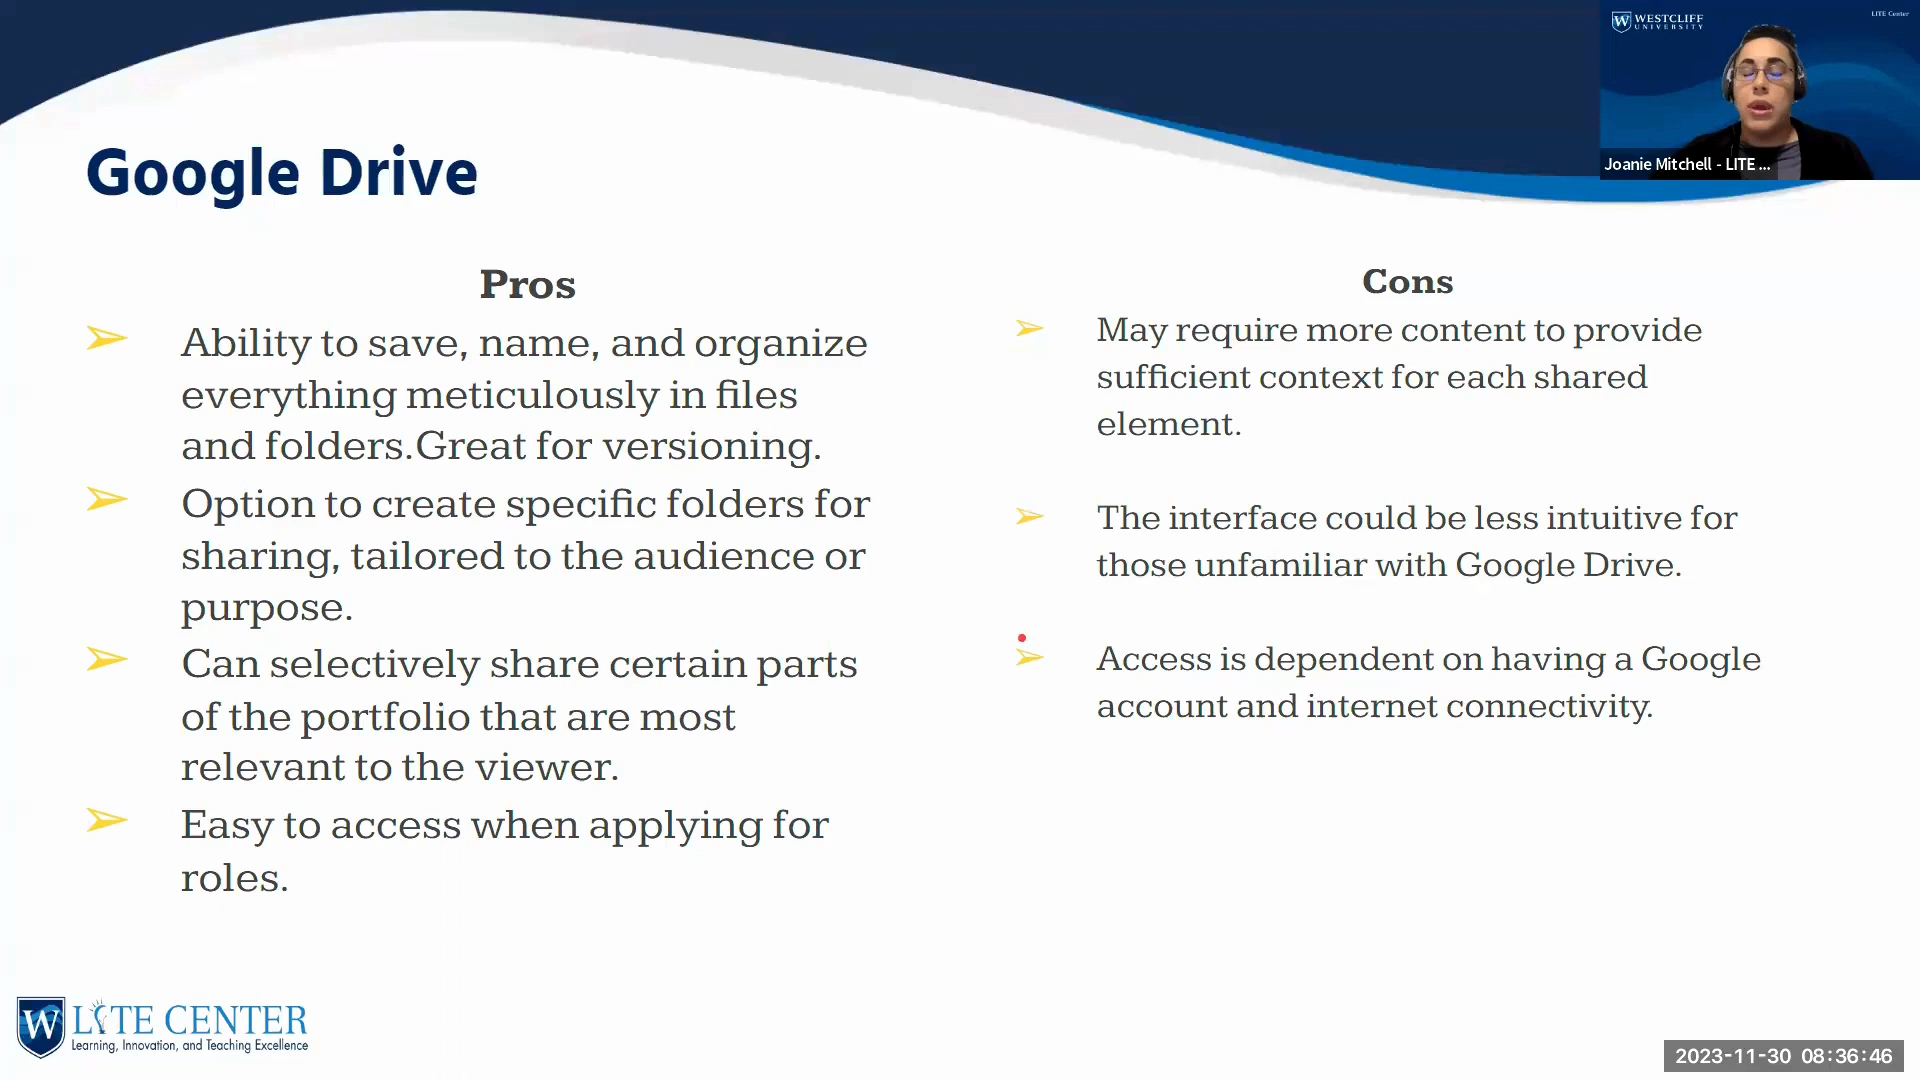 WESTCLIFF
UNIVERSITY
LITE Center
Joanie Mitchell - LITE ...
Google Drive
Pros
Ability to save, name, and organize
everything meticulously in files
and folders.Great for versioning.
Option to create specific folders for
sharing, tailored to the audience or
purpose.
Can selectively share certain parts
of the portfolio that are most
relevant to the viewer.
Easy to access when applying for
roles.
Cons
May require more content to provide
sufficient context for each shared
element.
The interface could be less intuitive for
those unfamiliar with Google Drive.
Access is dependent on having a Google
account and internet connectivity.
W LITE CENTER
Learning, Innovation, and Teaching Excellence
2023-11-30 08:36:46